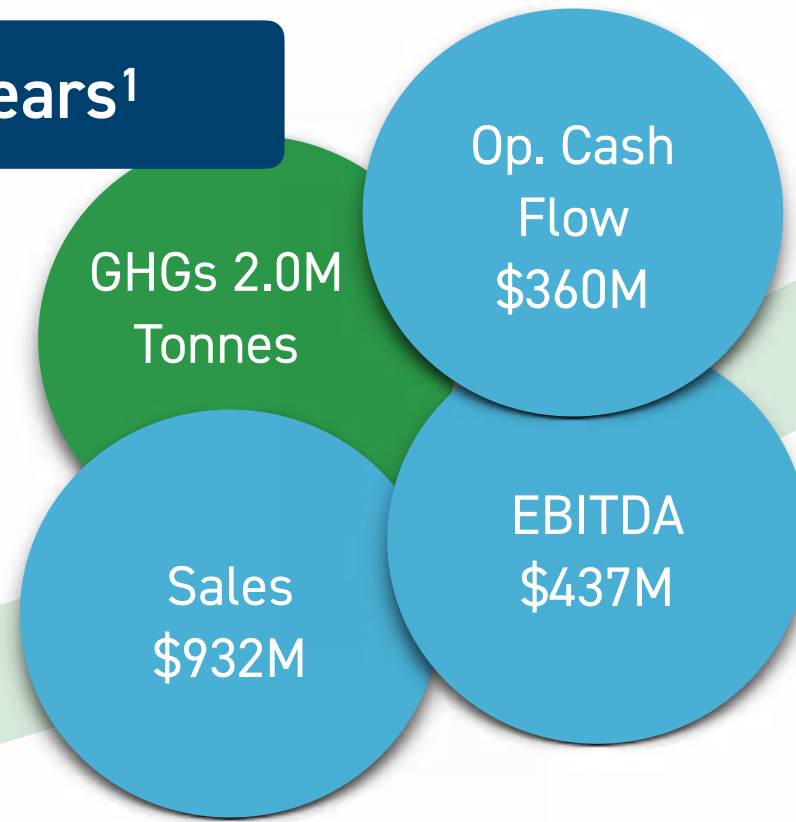 ears¹
Op. Cash
Flow
$360M
GHGs 2.0M
Tonnes
EBITDA
$437M
Sales
$932M